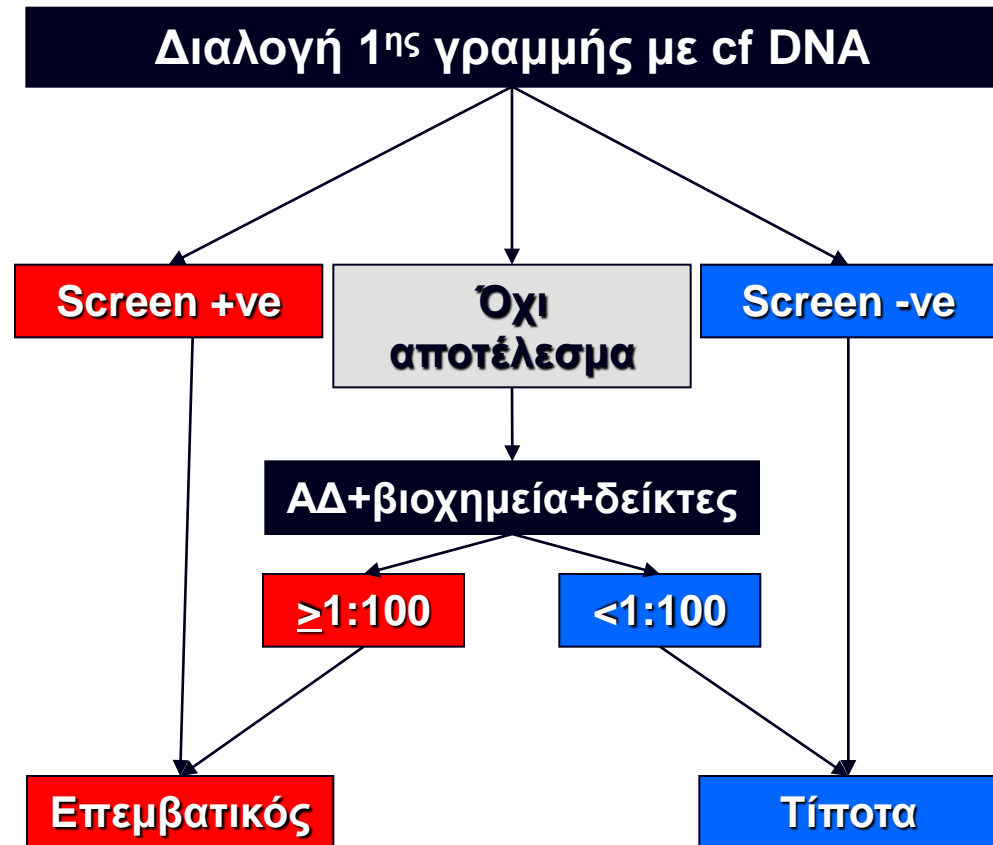 Διαλογή 1ης γραμμής με cf DNA
Screen +ve
Όχι
αποτέλεσμα
Screen -ve
ΑΔ+βιοχημεία+δείκτες
≥1:100
<1:100
Επεμβατικός
Τίποτα